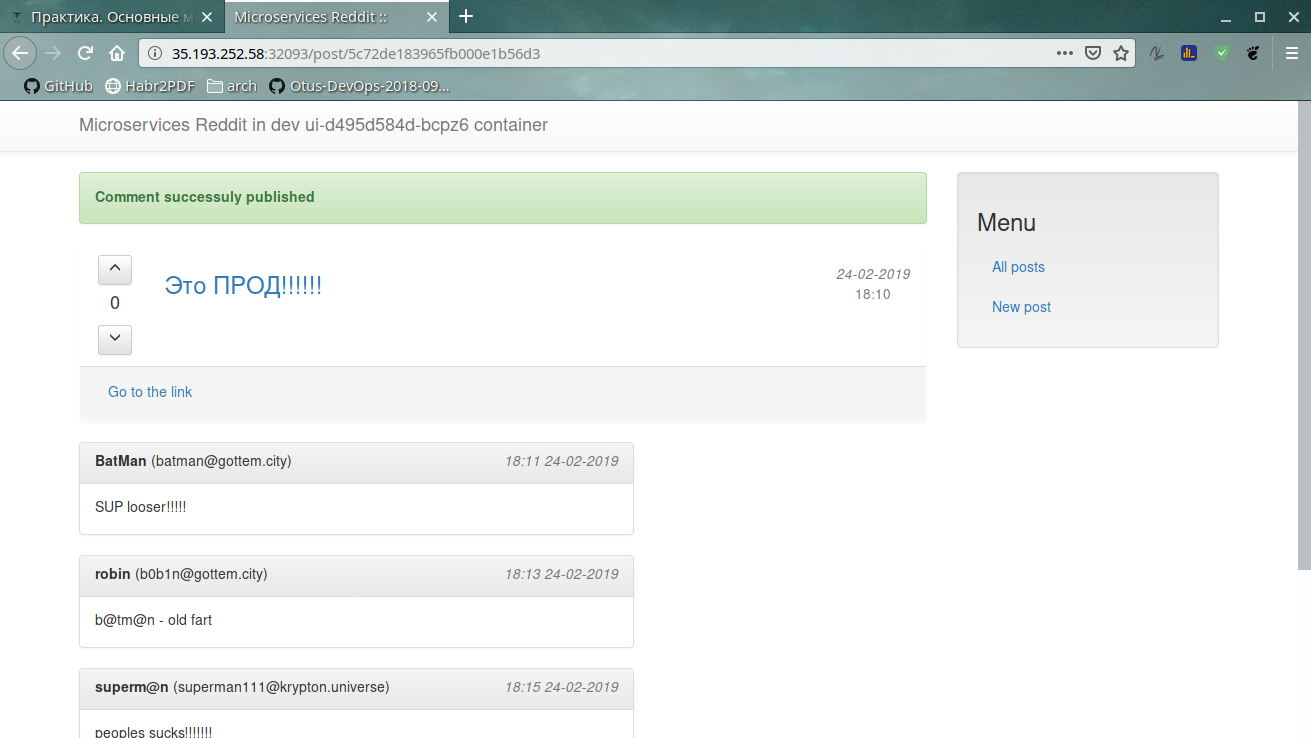 Практика. Основные м
Microservices Reddit ::
35.193.252.58:32093/post/5c72de183965fb000e1b56d3
GitHub Habr2PDF arch Otus-DevOps-2018-09...
Microservices Reddit in dev ui-d495d584d-bcpz6 container
Comment successuly published
0
Это ПРОД!!!!!!
24-02-2019
18:10
Go to the link
BatMan (batman@gottem.city) 18:11 24-02-2019
SUP looser!!!!!
robin (b0b1n@gottem.city) 18:13 24-02-2019
b@tm@n - old fart
superm@n (superman111@krypton.universe) 18:15 24-02-2019
peoples sucks!!!!!!!
Menu
All posts
New post